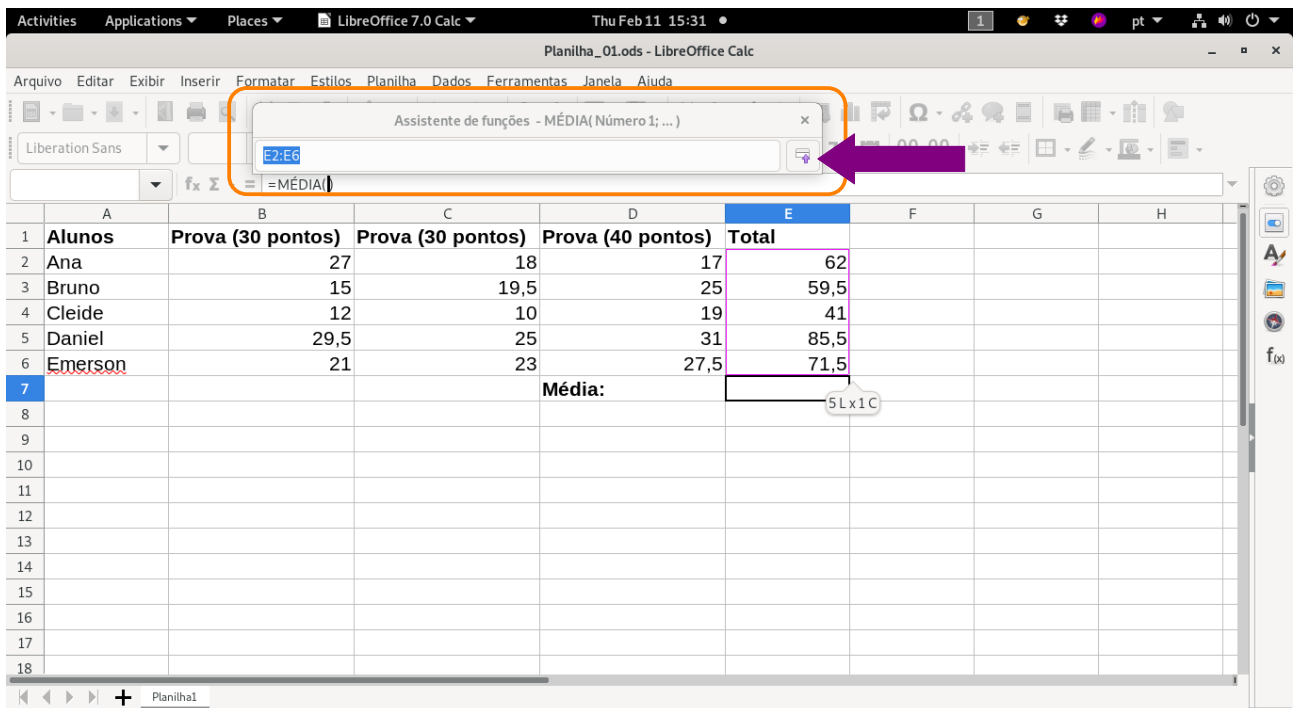 Activities Applications Places LibreOffice 7.0 Calc Thu Feb 11 15:31 1 pt
Planilha_01.ods - LibreOffice Calc
Arquivo Editar Exibir Inserir Formatar Estilos Planilha Dados Ferramentas Janela Ajuda
Assistente de funções - MÉDIA( Número 1; ... )
Liberation Sans
E2:E6
fx Σ = =MÉDIA()
A B C D E F G H
1 Alunos Prova (30 pontos) Prova (30 pontos) Prova (40 pontos) Total
2 Ana 27 18 17 62
3 Bruno 15 19,5 25 59,5
4 Cleide 12 10 19 41
5 Daniel 29,5 25 31 85,5
6 Emerson 21 23 27,5 71,5
7 Média:
5 L x 1 C
8
9
10
11
12
13
14
15
16
17
18
Planilha1